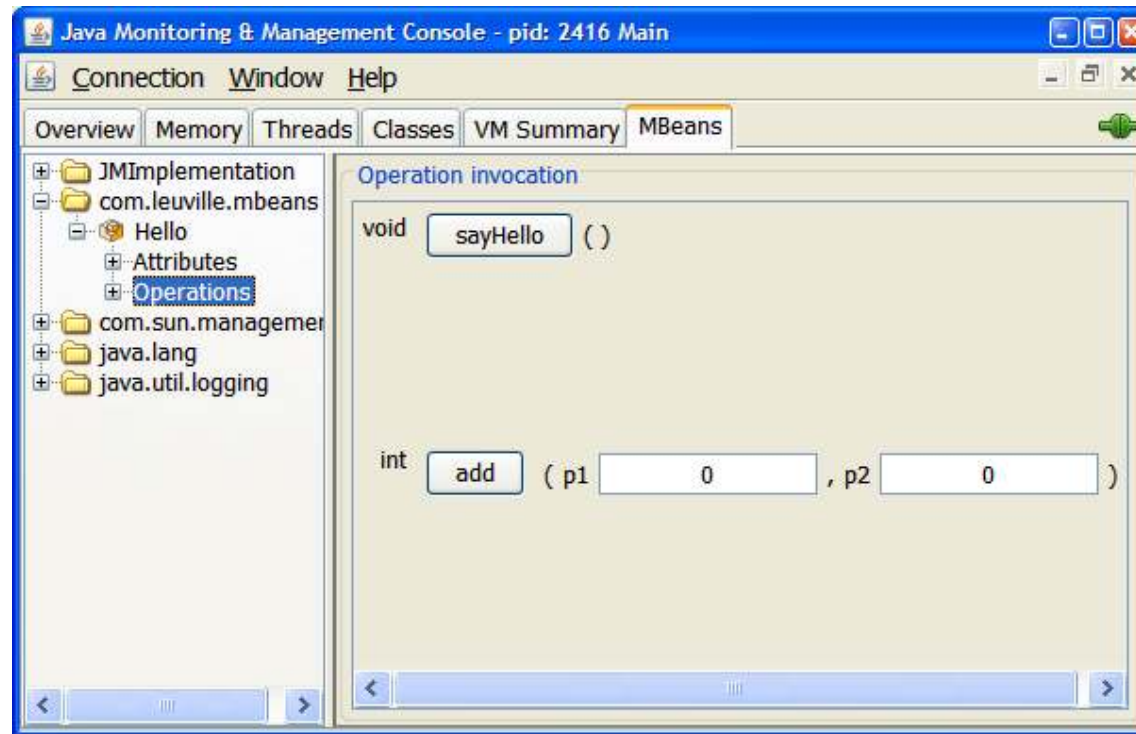 Java Monitoring & Management Console - pid: 2416 Main
Connection Window Help
Overview Memory Threads Classes VM Summary MBeans
JMImplementation
com.leuville.mbeans
Hello
Attributes
Operations
com.sun.managemen
java.lang
java.util.logging
Operation invocation
void sayHello ( )
int add ( p1 0 , p2 0 )